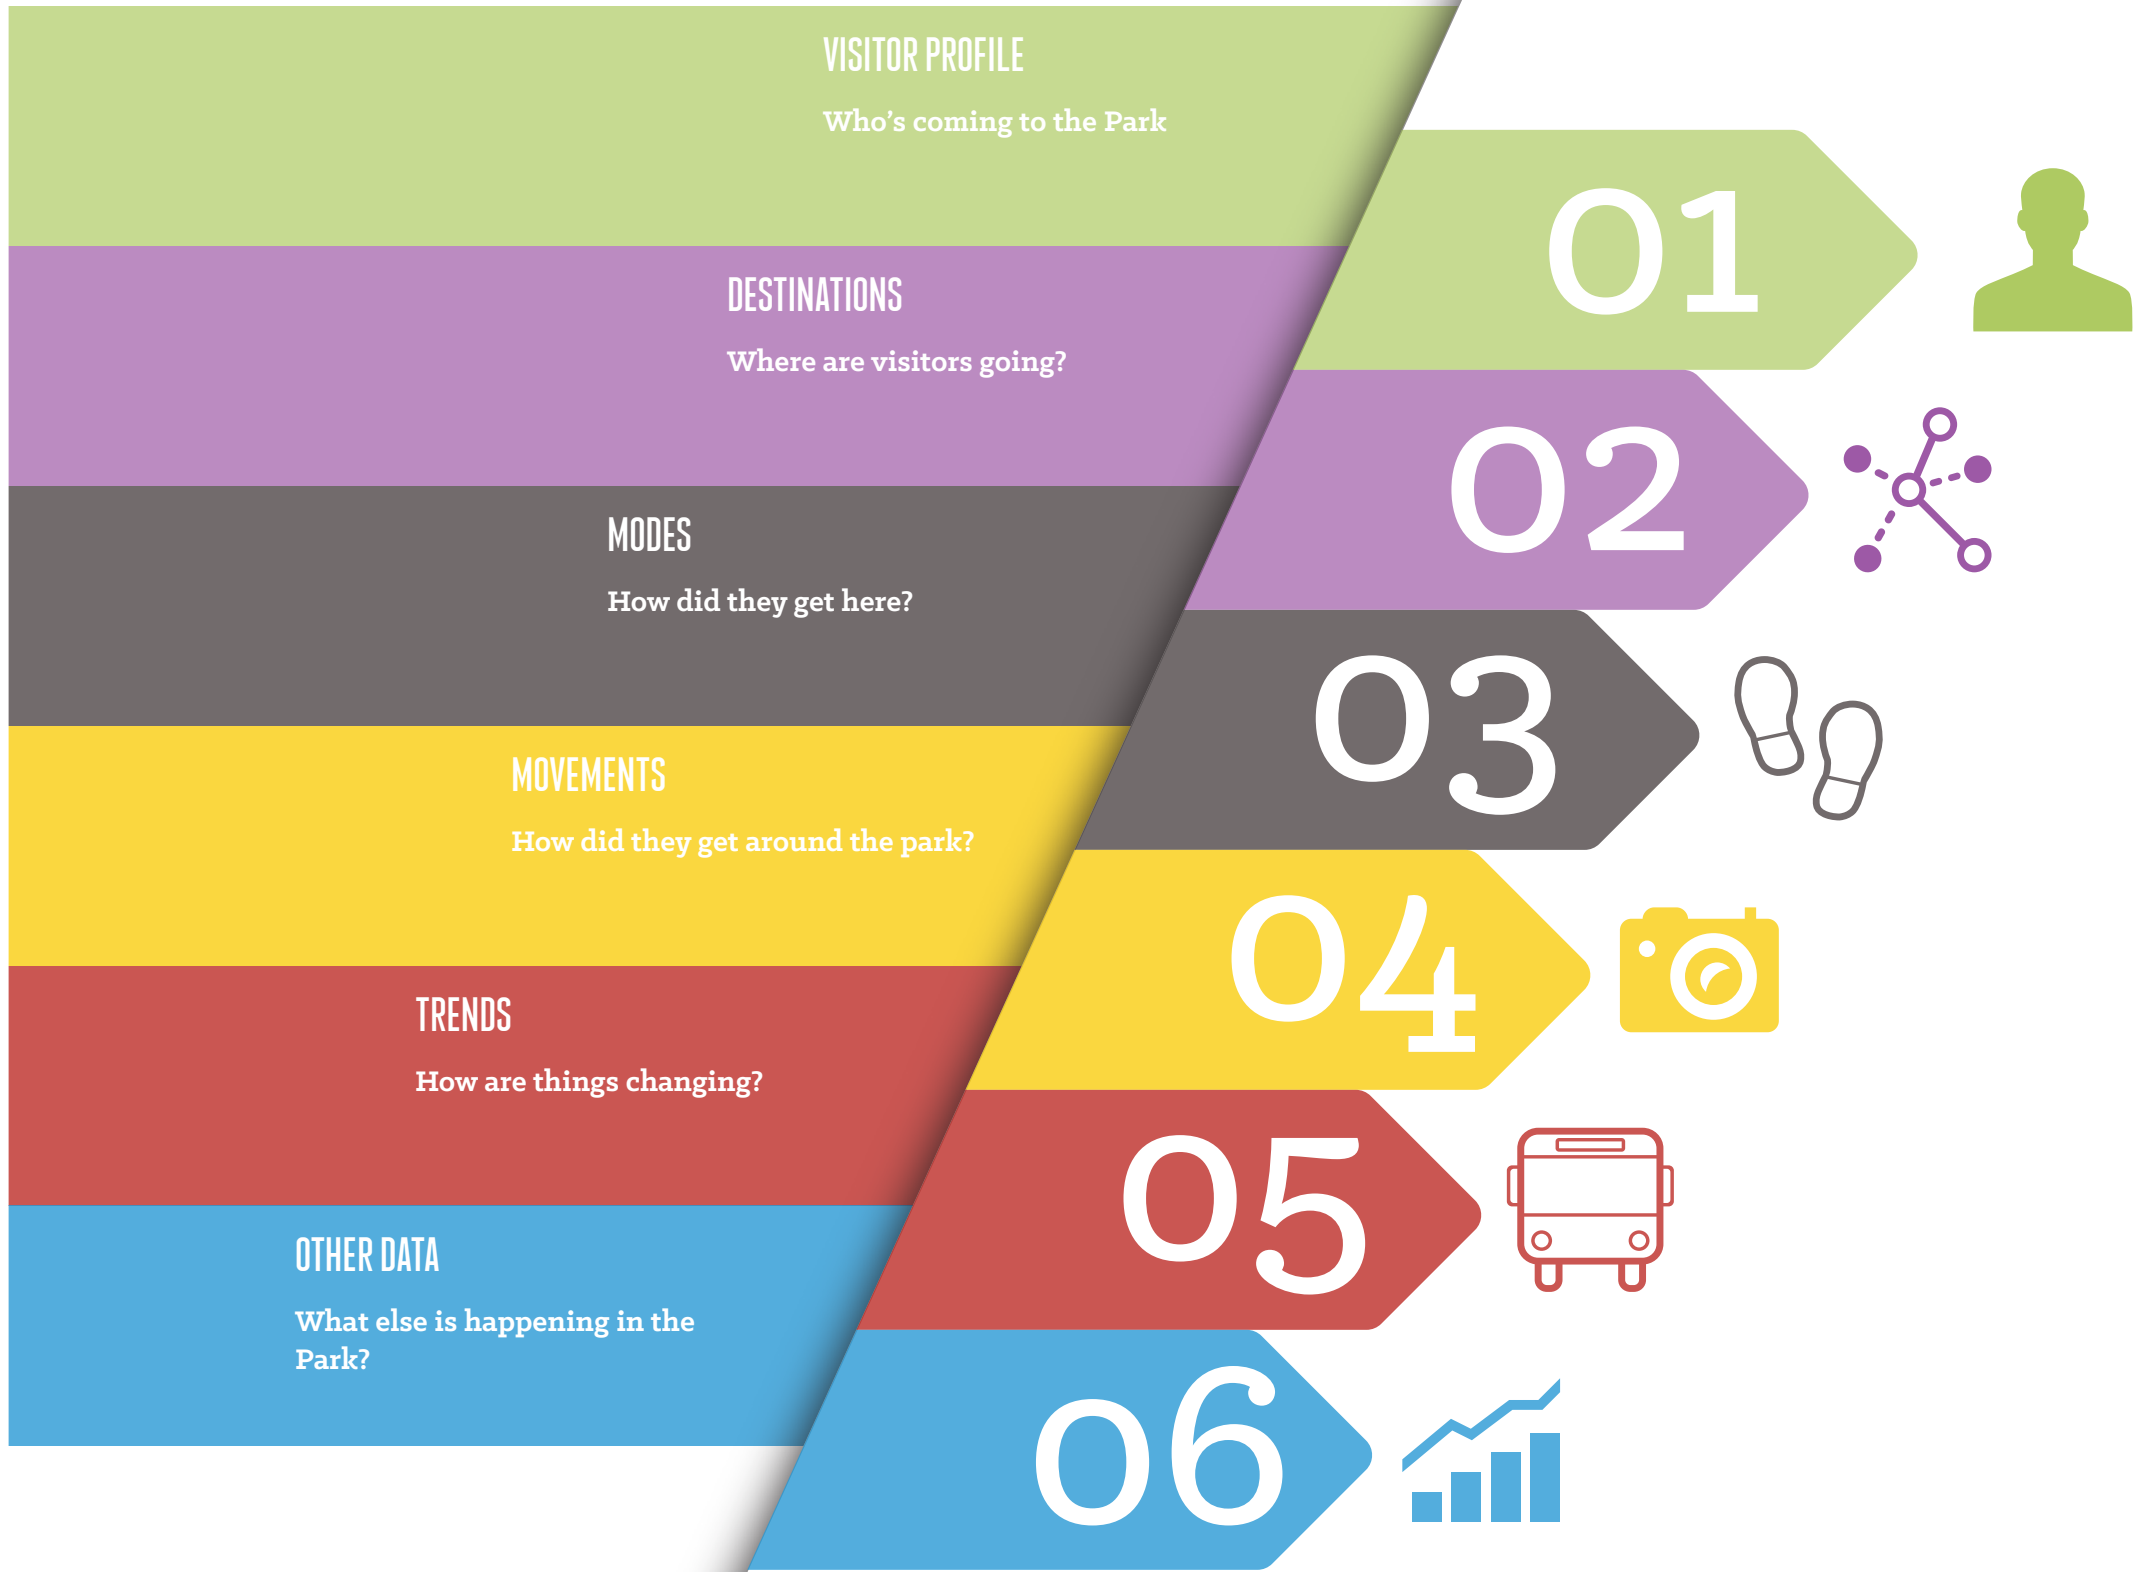 VISITOR PROFILE
Who's coming to the Park
01
DESTINATIONS
Where are visitors going?
02
MODES
How did they get here?
03
MOVEMENTS
How did they get around the park?
04
TRENDS
How are things changing?
05
OTHER DATA
What else is happening in the
Park?
06